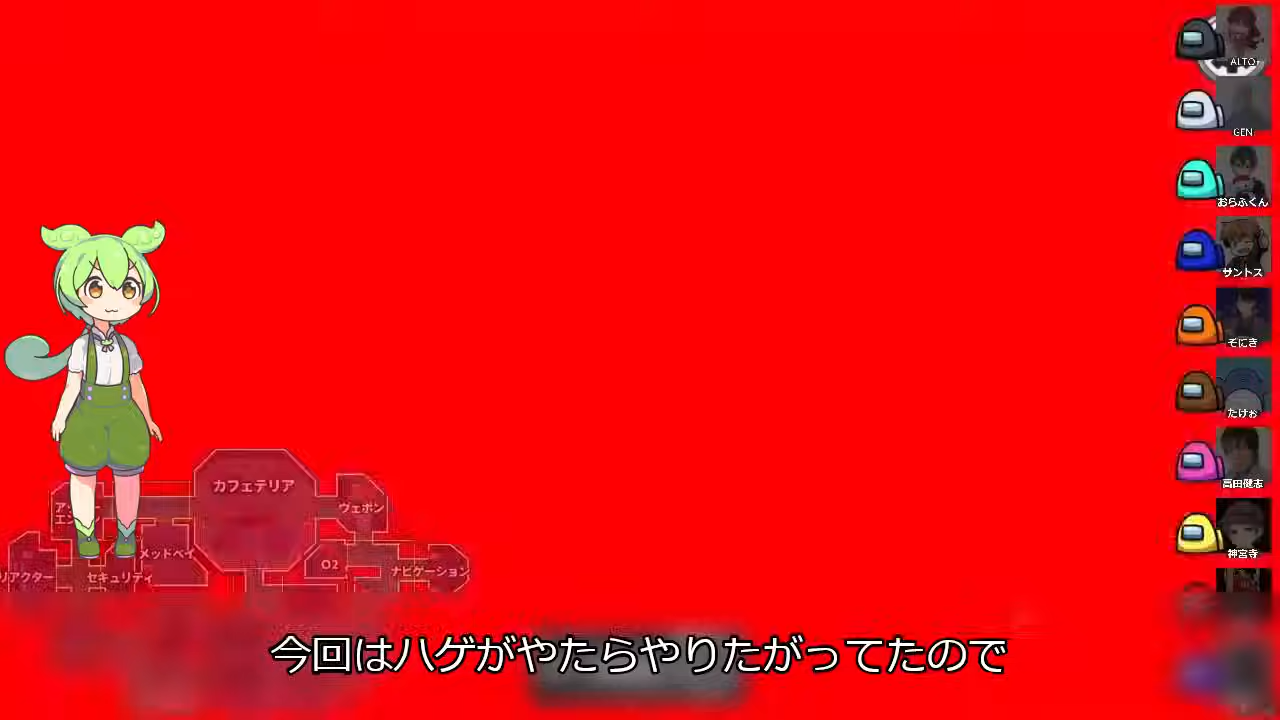 ALTO
GEN
おらふくん
サントス
そにき
たけぉ
高田健志
神宮寺
カフェテリア
ヴェポン
メッドベイ
O2
リアクター
セキュリティ
ナビゲーション
今回はハゲがやたらやりたがってたので